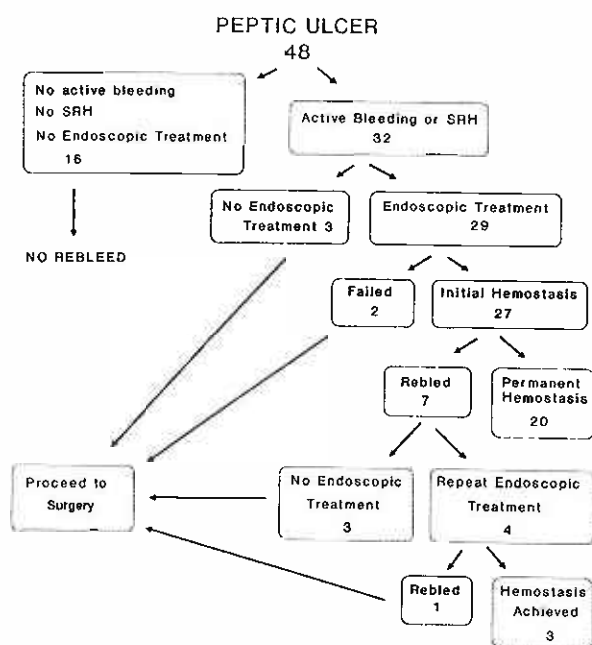 PEPTIC ULCER
48
No active bleeding
No SRH
No Endoscopic Treatment
16
Active Bleeding or SRH
32
No Endoscopic
Treatment 3
Endoscopic Treatment
29
NO REBLEED
Failed
2
Initial Hemostasis
27
Rebled
7
Permanent
Hemostasis
20
Proceed to
Surgery
No Endoscopic
Treatment
3
Repeat Endoscopic
Treatment
4
Rebled
1
Hemostasis
Achieved
3